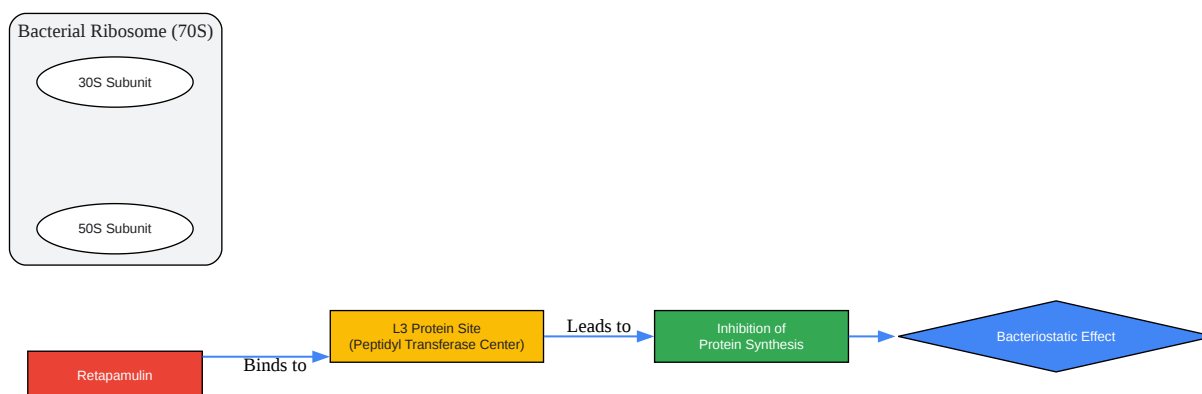 Bacterial Ribosome (70S)
30S Subunit
50S Subunit
Retapamulin
Binds to
L3 Protein Site
(Peptidyl Transferase Center)
Leads to
Inhibition of
Protein Synthesis
Bacteriostatic Effect